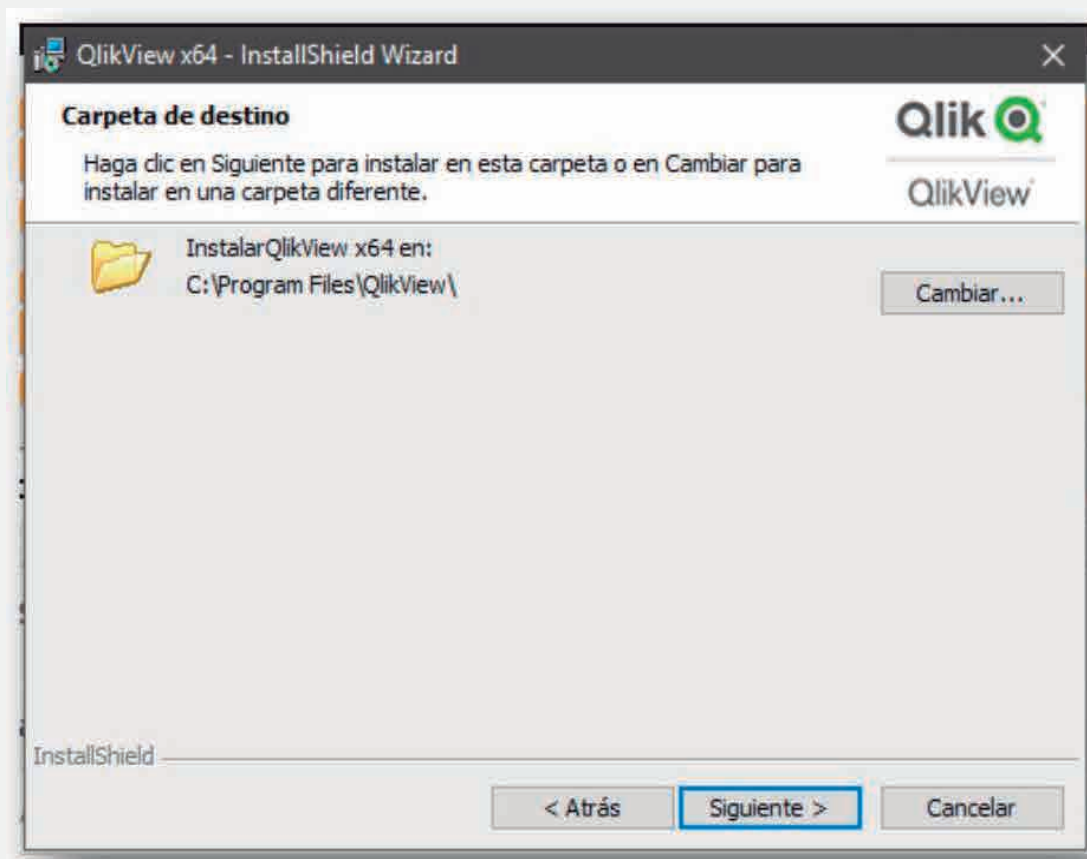 QlikView x64 - InstallShield Wizard
Carpeta de destino
Haga clic en Siguiente para instalar en esta carpeta o en Cambiar para
instalar en una carpeta diferente.
Qlik
QlikView
InstalarQlikView x64 en:
C:\Program Files\QlikView\
Cambiar...
InstallShield
< Atrás
Siguiente >
Cancelar